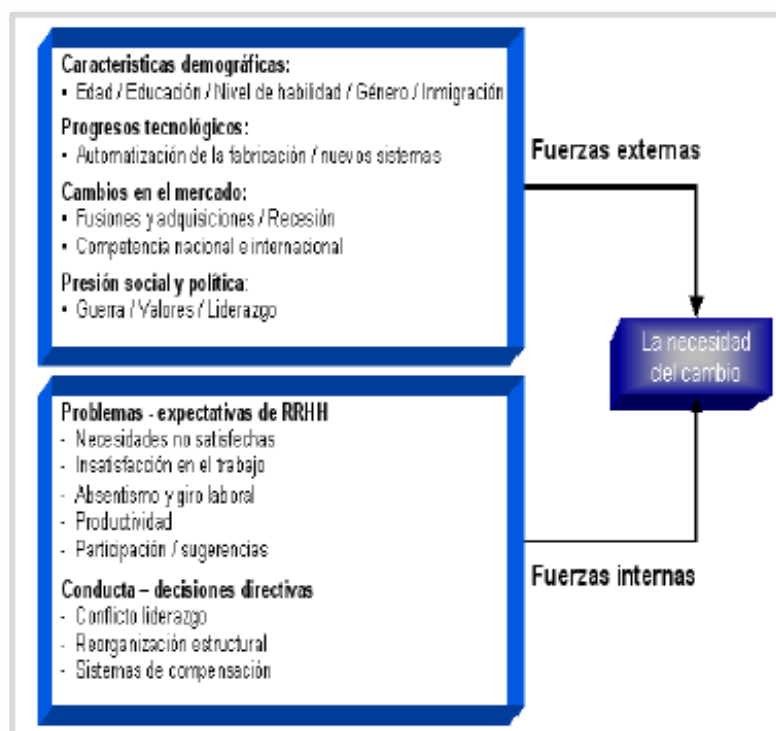 Caracteristicas demográficas:
▪ Edad / Educación / Nivel de habilidad / Género / Inmigración
Progresos tecnológicos:
▪ Automatización de la fabricación / nuevos sistemas
Cambios en el mercado:
▪ Fusiones y adquisiciones / Recesión
▪ Competencia nacional e internacional
Presión social y política:
▪ Guerra / Valores / Liderazgo
Fuerzas externas
La necesidad
del cambio
Problemas - expectativas de RRHH
- Necesidades no satisfechas
- Insatisfacción en el trabajo
- Absentismo y giro laboral
- Productividad
- Participación / sugerencias
Conducta – decisiones directivas
- Conflicto liderazgo
- Reorganización estructural
- Sistemas de compensación
Fuerzas internas